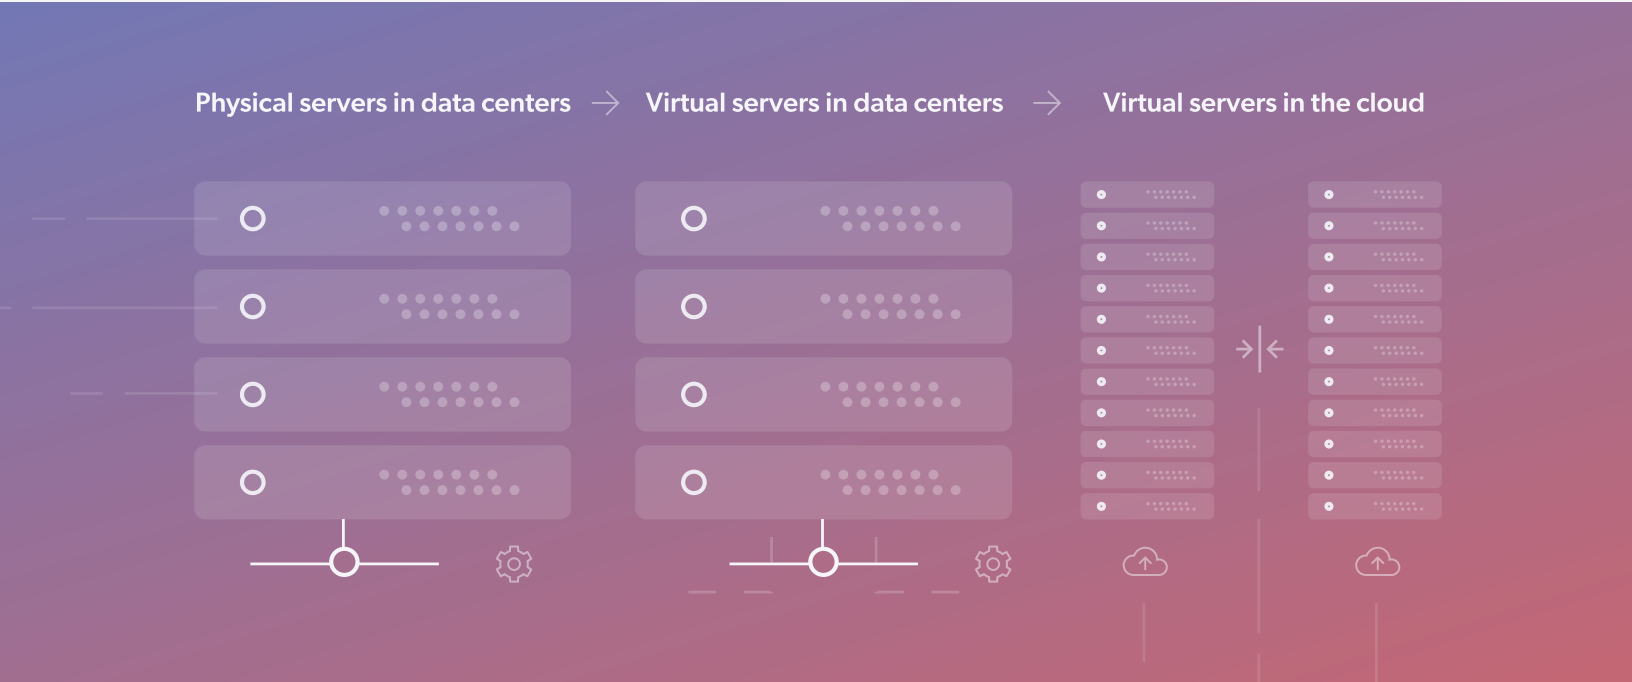 Physical servers in data centers → Virtual servers in data centers → Virtual servers in the cloud